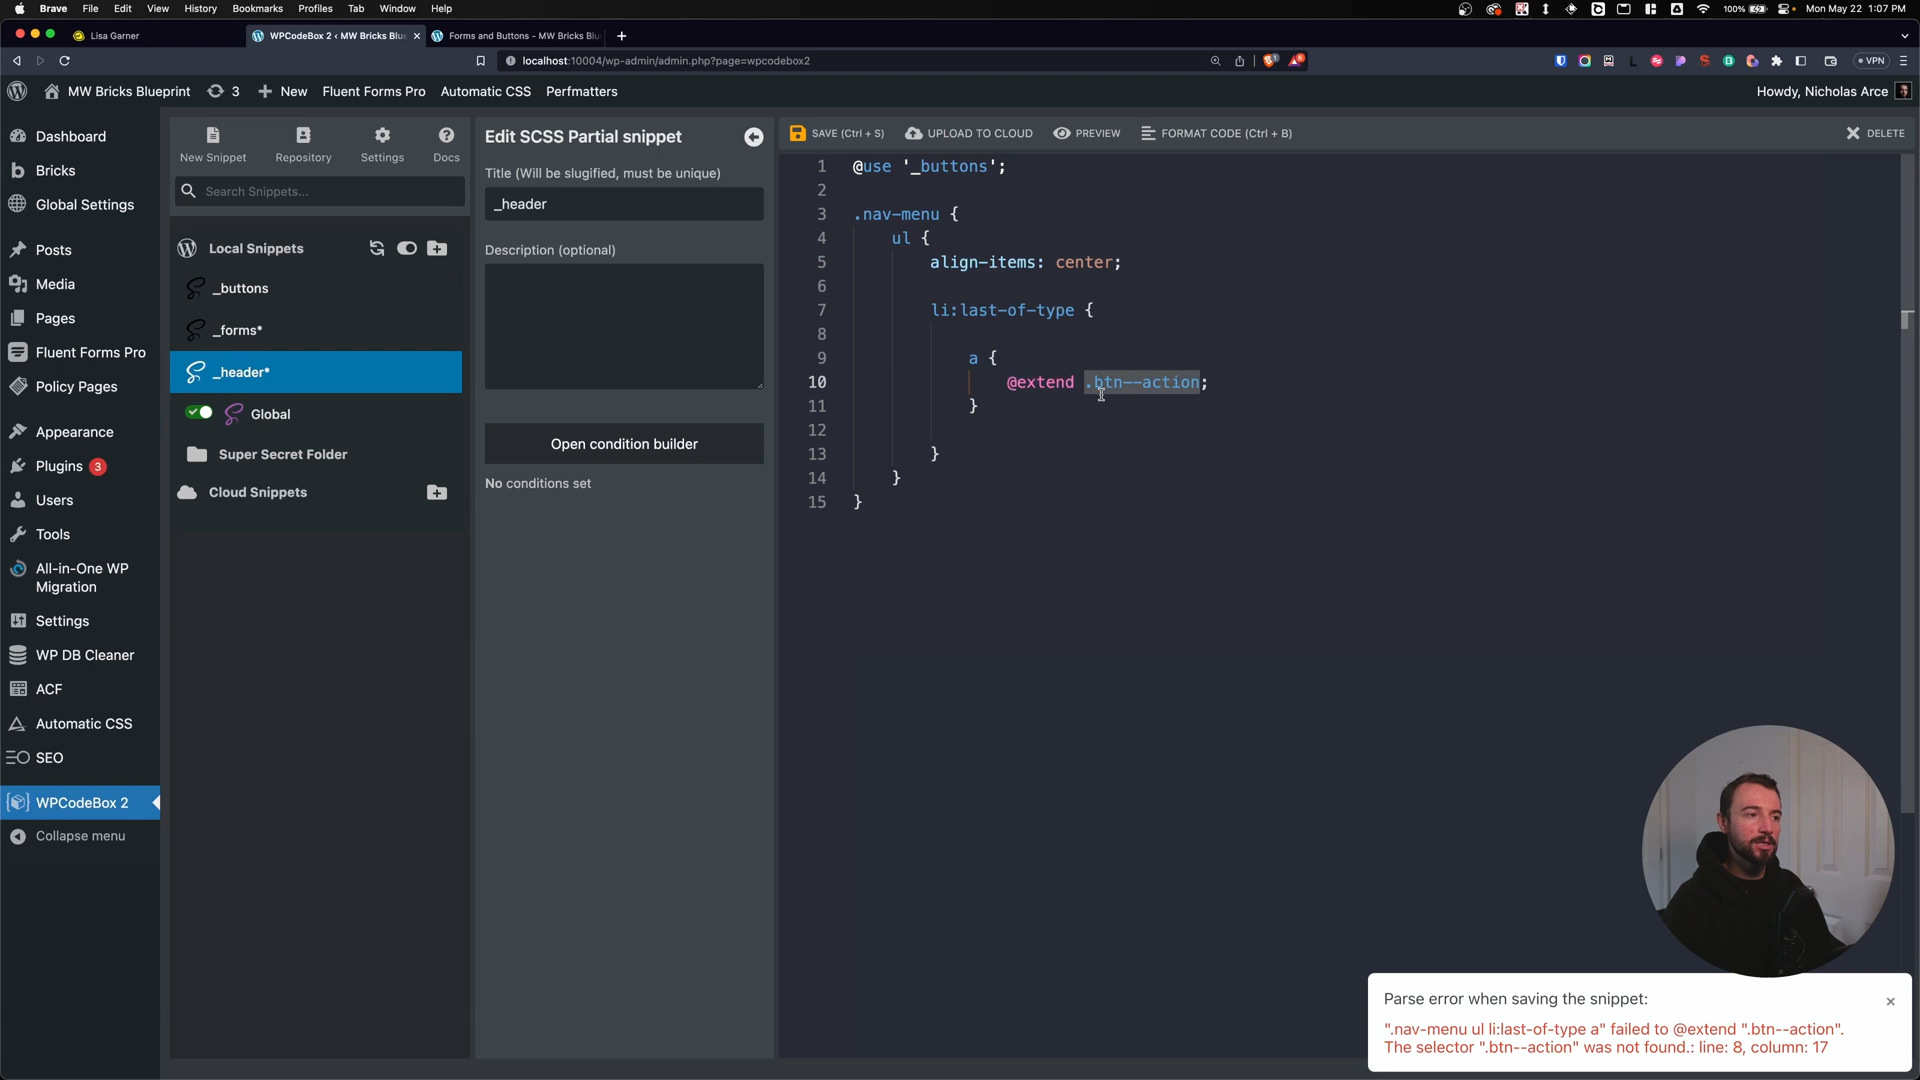 Brave File Edit View History Bookmarks Profiles Tab Window Help 100% Mon May 22 1:07 PM
Lisa Garner WPCodeBox 2 ‹ MW Bricks Blue Forms and Buttons - MW Bricks Blu
localhost:10004/wp-admin/admin.php?page=wpcodebox2 VPN
MW Bricks Blueprint 3 New Fluent Forms Pro Automatic CSS Perfmatters Howdy, Nicholas Arce
Dashboard
Bricks
Global Settings
Posts
Media
Pages
Fluent Forms Pro
Policy Pages
Appearance
Plugins 3
Users
Tools
All-in-One WP
Migration
Settings
WP DB Cleaner
ACF
Automatic CSS
SEO
WPCodeBox 2
Collapse menu
New Snippet Repository Settings Docs
Search Snippets...
Local Snippets
_buttons
_forms*
_header*
Global
Super Secret Folder
Cloud Snippets
Edit SCSS Partial snippet
Title (Will be slugified, must be unique)
_header
Description (optional)
Open condition builder
No conditions set
SAVE (Ctrl + S) UPLOAD TO CLOUD PREVIEW FORMAT CODE (Ctrl + B) DELETE
1 @use '_buttons';
2
3 .nav-menu {
4 ul {
5 align-items: center;
6
7 li:last-of-type {
8
9 a {
10 @extend .btn--action;
11 }
12
13 }
14 }
15 }
Parse error when saving the snippet: ×
".nav-menu ul li:last-of-type a" failed to @extend ".btn--action".
The selector ".btn--action" was not found.: line: 8, column: 17